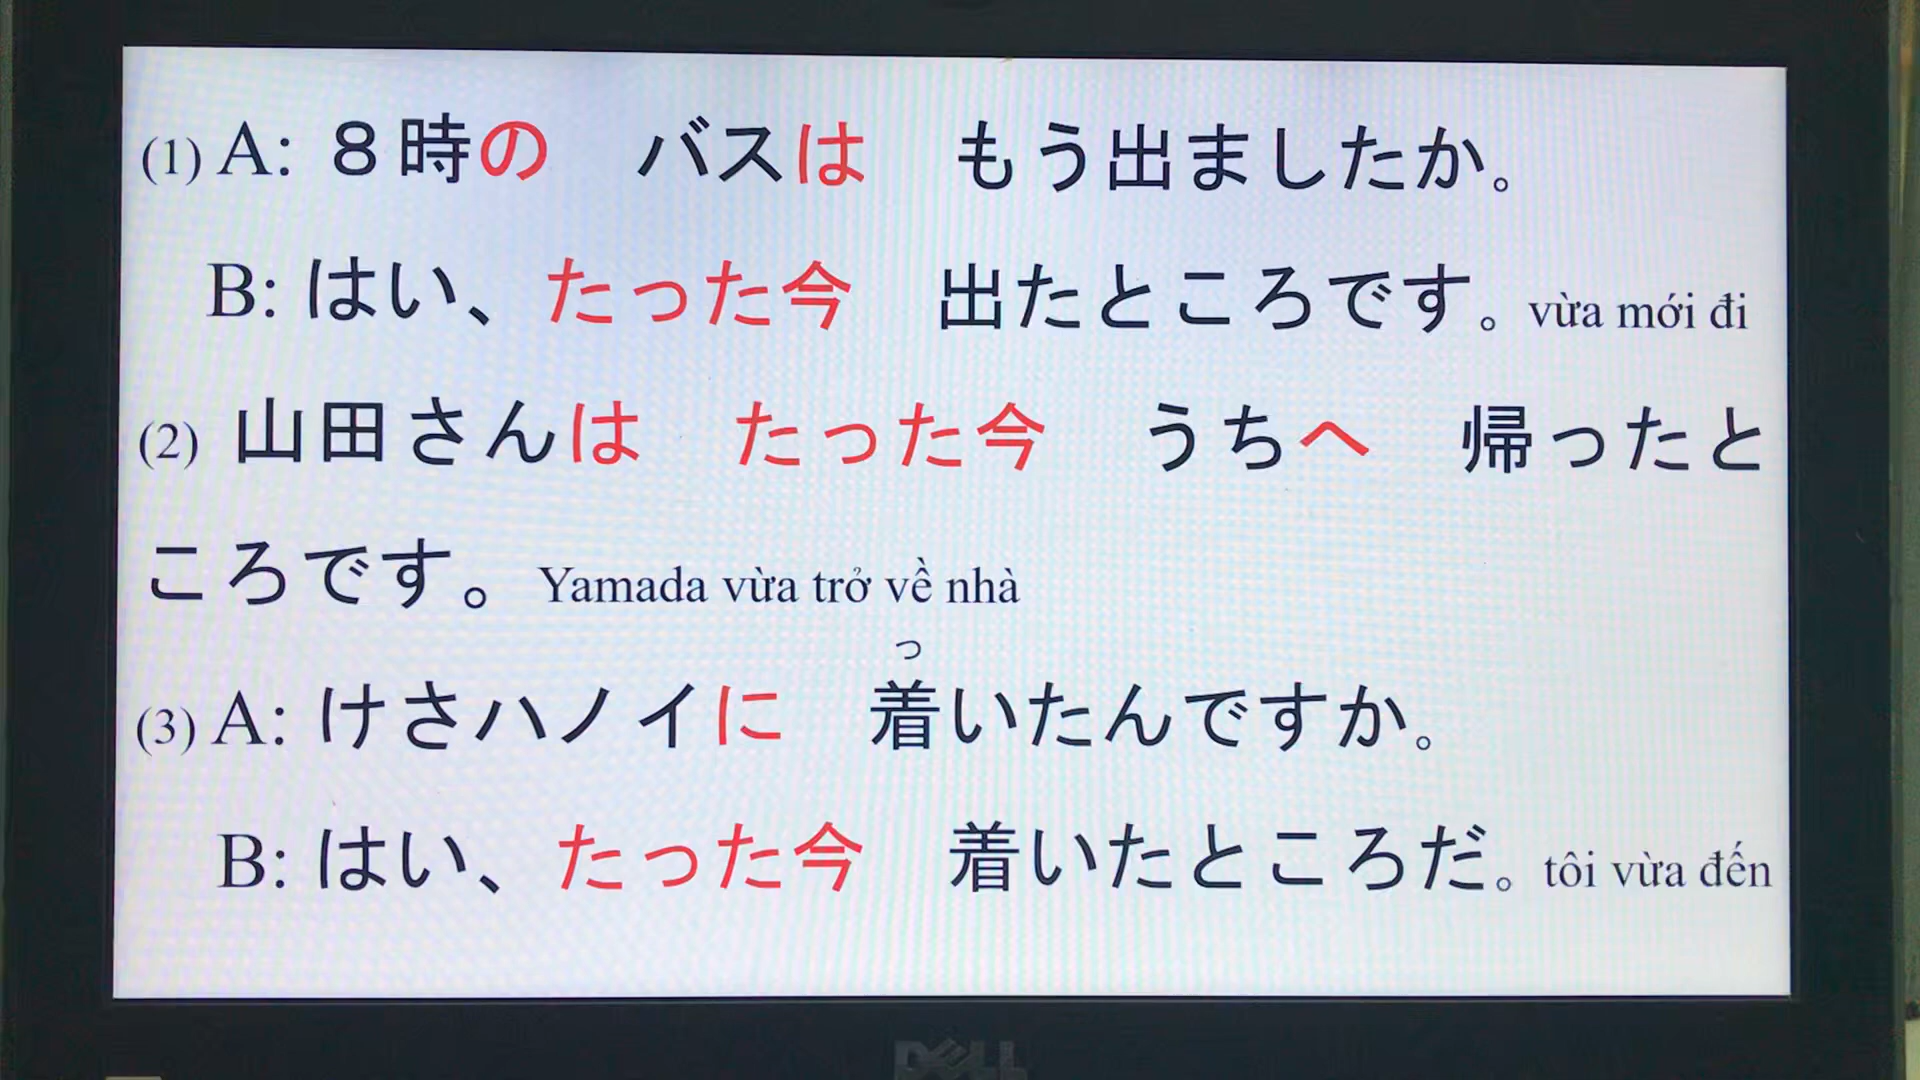 (1) A: ８時の　バスは　もう出ましたか。
B: はい、たった今　出たところです。vừa mới đi
(2) 山田さんは　たった今　うちへ　帰ったと
ころです。Yamada vừa trở về nhà
っ
(3) A: けさハノイに　着いたんですか。
B: はい、たった今　着いたところだ。tôi vừa đến
DELL